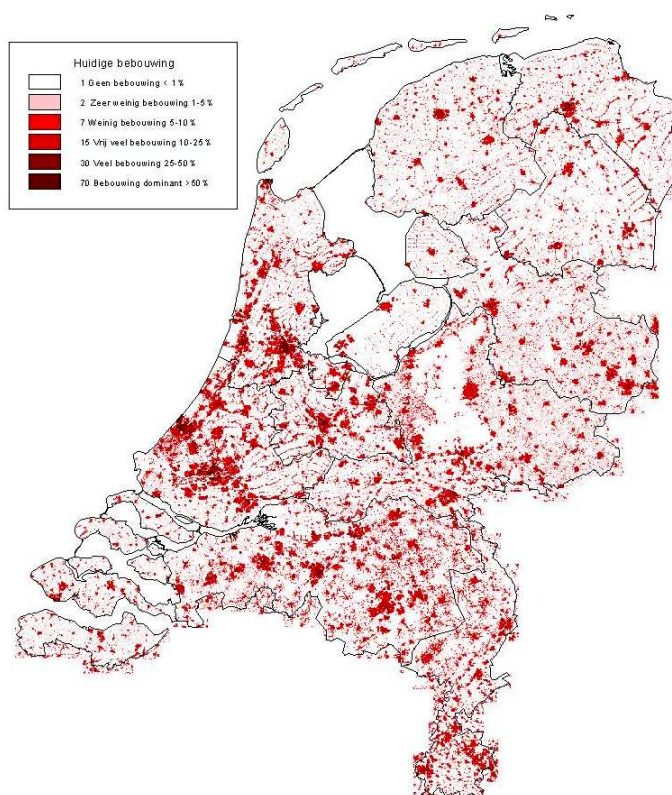 Huidige bebouwing
1 Geen bebouwing < 1%
2 Zeer weinig bebouwing 1-5%
7 Weinig bebouwing 5-10%
15 Vrij veel bebouwing 10-25%
30 Veel bebouwing 25-50%
70 Bebouwing dominant >50%